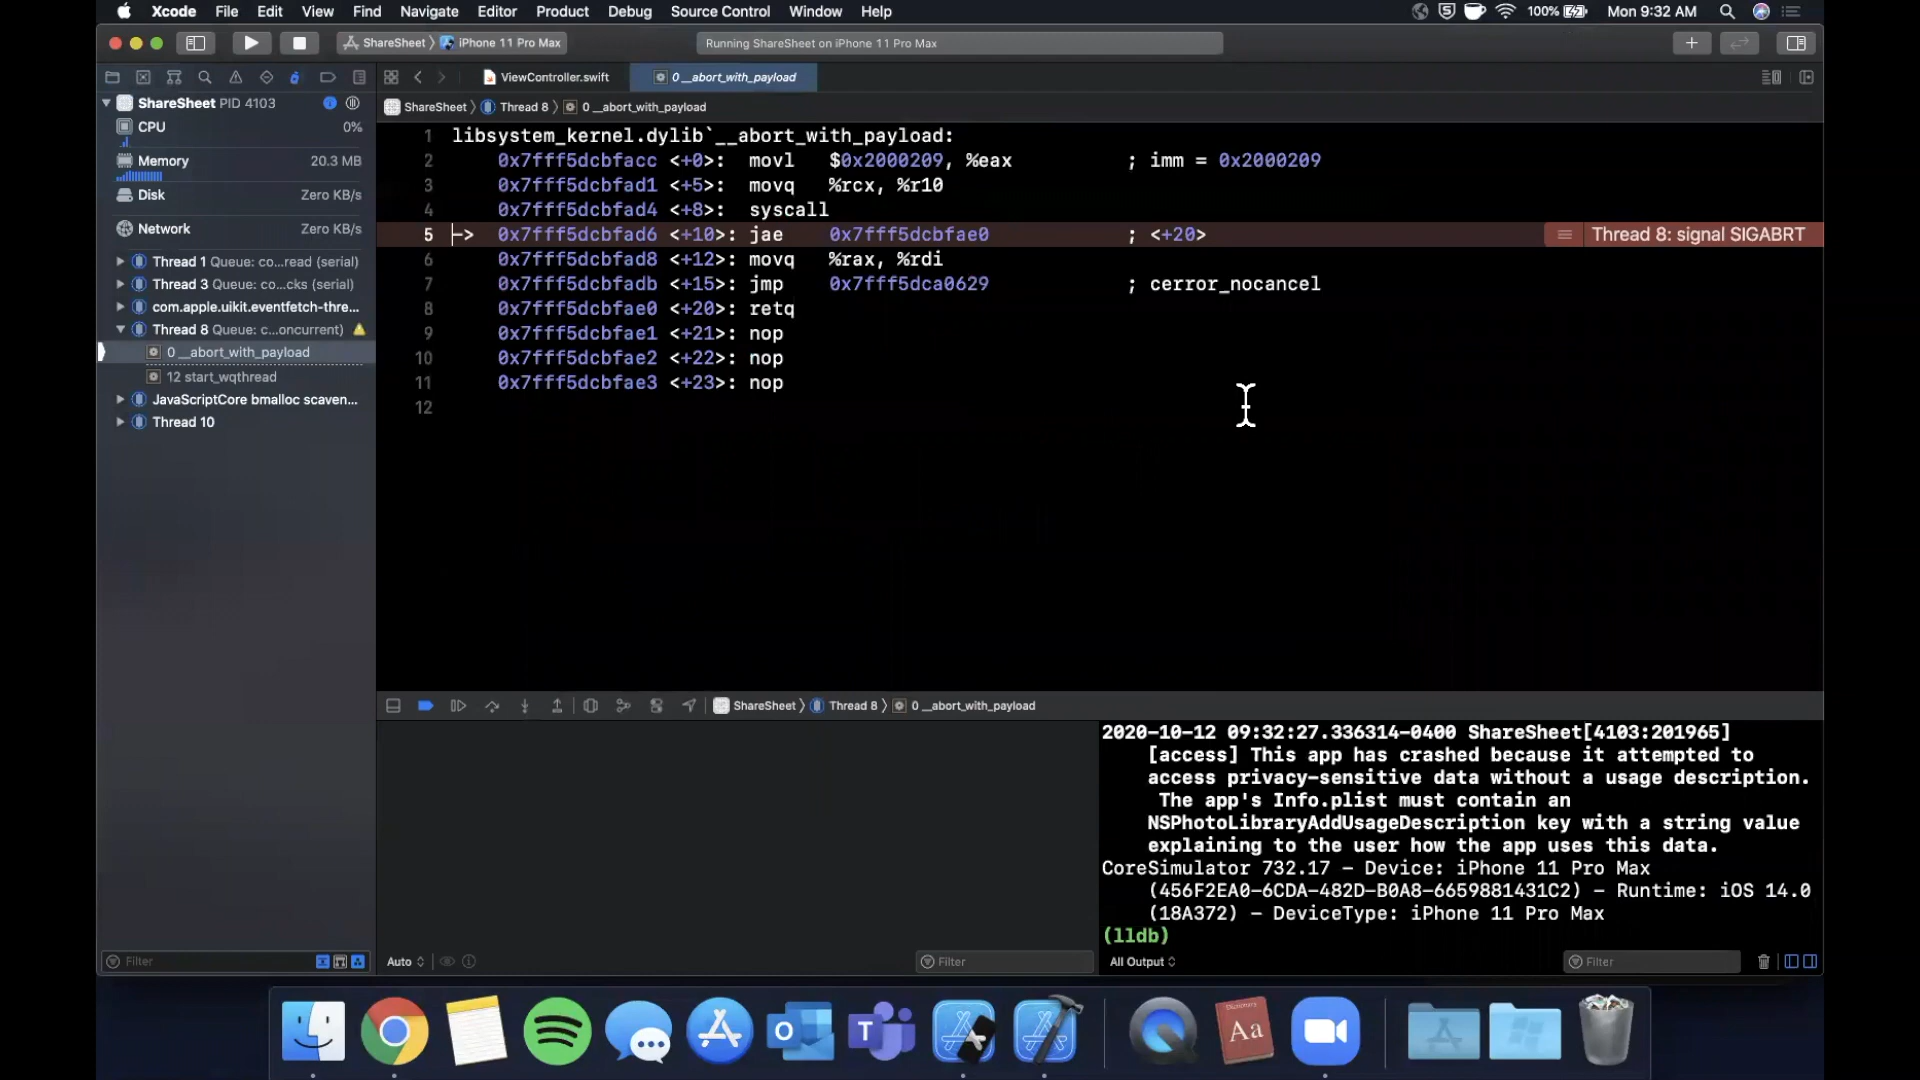 Xcode File Edit View Find Navigate Editor Product Debug Source Control Window Help 100% Mon 9:32 AM
ShareSheet iPhone 11 Pro Max Running ShareSheet on iPhone 11 Pro Max
ViewController.swift 0 __abort_with_payload
ShareSheet PID 4103
CPU 0%
Memory 20.3 MB
Disk Zero KB/s
Network Zero KB/s
Thread 1 Queue: co...read (serial)
Thread 3 Queue: co...cks (serial)
com.apple.uikit.eventfetch-thre...
Thread 8 Queue: c...oncurrent)
0 __abort_with_payload
12 start_wqthread
JavaScriptCore bmalloc scaven...
Thread 10
Filter
ShareSheet Thread 8 0 __abort_with_payload
1 libsystem_kernel.dylib`__abort_with_payload:
2 0x7fff5dcbfacc <+0>: movl $0x2000209, %eax ; imm = 0x2000209
3 0x7fff5dcbfad1 <+5>: movq %rcx, %r10
4 0x7fff5dcbfad4 <+8>: syscall
5 -> 0x7fff5dcbfad6 <+10>: jae 0x7fff5dcbfae0 ; <+20> Thread 8: signal SIGABRT
6 0x7fff5dcbfad8 <+12>: movq %rax, %rdi
7 0x7fff5dcbfadb <+15>: jmp 0x7fff5dca0629 ; cerror_nocancel
8 0x7fff5dcbfae0 <+20>: retq
9 0x7fff5dcbfae1 <+21>: nop
10 0x7fff5dcbfae2 <+22>: nop
11 0x7fff5dcbfae3 <+23>: nop
12
ShareSheet Thread 8 0 __abort_with_payload
2020-10-12 09:32:27.336314-0400 ShareSheet[4103:201965]
[access] This app has crashed because it attempted to
access privacy-sensitive data without a usage description.
The app's Info.plist must contain an
NSPhotoLibraryAddUsageDescription key with a string value
explaining to the user how the app uses this data.
CoreSimulator 732.17 - Device: iPhone 11 Pro Max
(456F2EA0-6CDA-482D-B0A8-6659881431C2) - Runtime: iOS 14.0
(18A372) - DeviceType: iPhone 11 Pro Max
(lldb)
Auto Filter All Output Filter
Aa